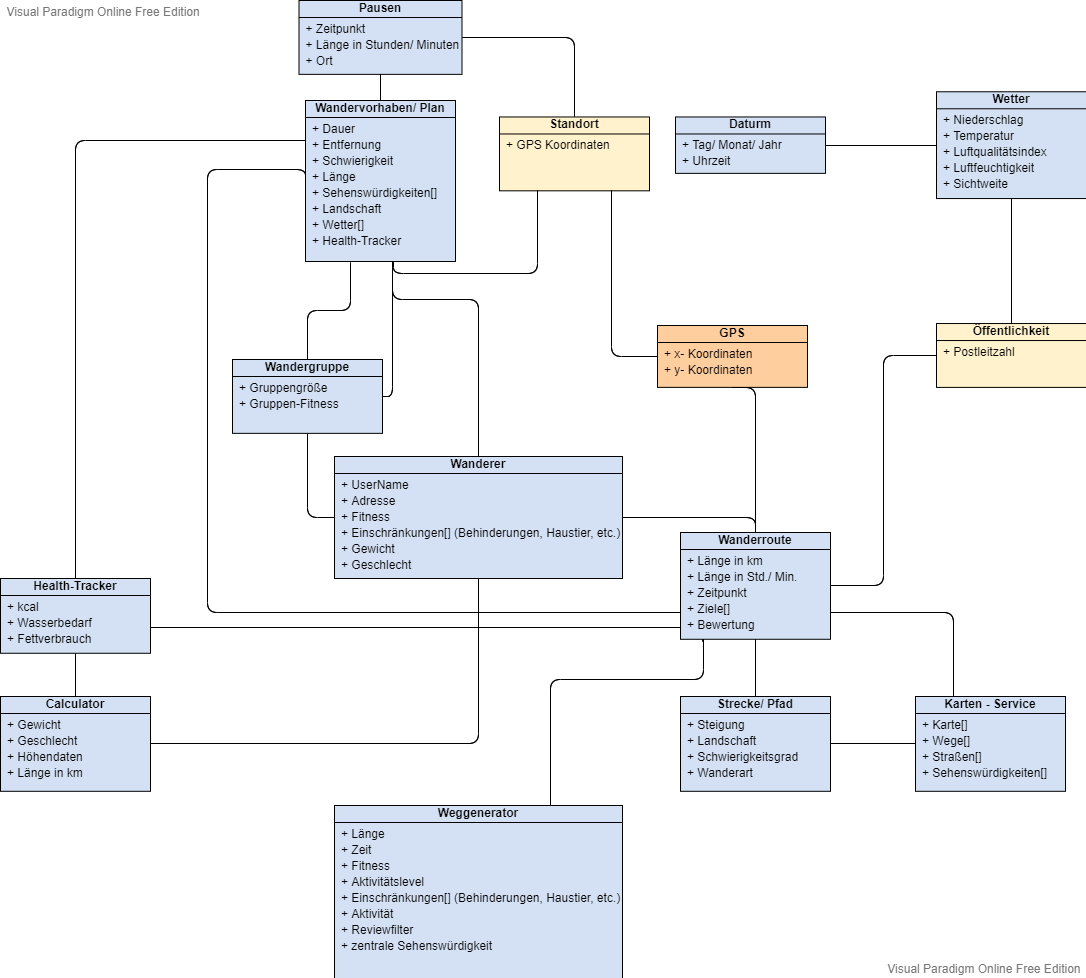 Visual Paradigm Online Free Edition
Pausen
+ Zeitpunkt
+ Länge in Stunden/ Minuten
+ Ort
Wandervorhaben/ Plan
+ Dauer
+ Entfernung
+ Schwierigkeit
+ Länge
+ Sehenswürdigkeiten[]
+ Landschaft
+ Wetter[]
+ Health-Tracker
Standort
+ GPS Koordinaten
Daturm
+ Tag/ Monat/ Jahr
+ Uhrzeit
Wetter
+ Niederschlag
+ Temperatur
+ Luftqualitätsindex
+ Luftfeuchtigkeit
+ Sichtweite
GPS
+ x- Koordinaten
+ y- Koordinaten
Öffentlichkeit
+ Postleitzahl
Wandergruppe
+ Gruppengröße
+ Gruppen-Fitness
Wanderer
+ UserName
+ Adresse
+ Fitness
+ Einschränkungen[] (Behinderungen, Haustier, etc.)
+ Gewicht
+ Geschlecht
Wanderroute
+ Länge in km
+ Länge in Std./ Min.
+ Zeitpunkt
+ Ziele[]
+ Bewertung
Health-Tracker
+ kcal
+ Wasserbedarf
+ Fettverbrauch
Calculator
+ Gewicht
+ Geschlecht
+ Höhendaten
+ Länge in km
Strecke/ Pfad
+ Steigung
+ Landschaft
+ Schwierigkeitsgrad
+ Wanderart
Karten - Service
+ Karte[]
+ Wege[]
+ Straßen[]
+ Sehenswürdigkeiten[]
Weggenerator
+ Länge
+ Zeit
+ Fitness
+ Aktivitätslevel
+ Einschränkungen[] (Behinderungen, Haustier, etc.)
+ Aktivität
+ Reviewfilter
+ zentrale Sehenswürdigkeit
Visual Paradigm Online Free Edition